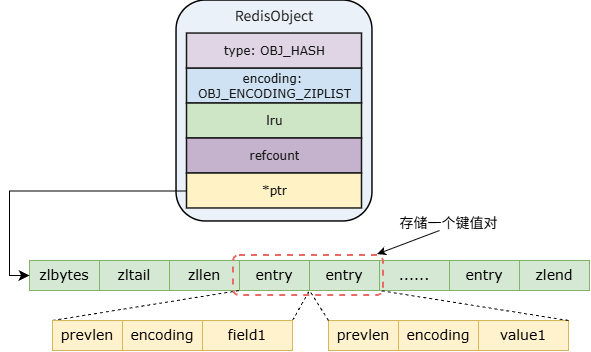 RedisObject
type: OBJ_HASH
encoding:
OBJ_ENCODING_ZIPLIST
lru
refcount
*ptr
存储一个键值对
zlbytes zltail zllen entry entry …… entry zlend
prevlen encoding field1 prevlen encoding value1